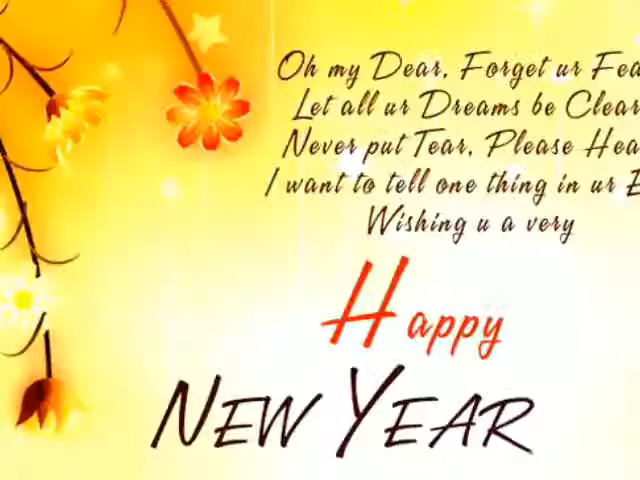 Oh my Dear, Forget ur Fea
Let all ur Dreams be Clear
Never put Tear, Please Hea
I want to tell one thing in ur E
Wishing u a very
Happy
NEW YEAR